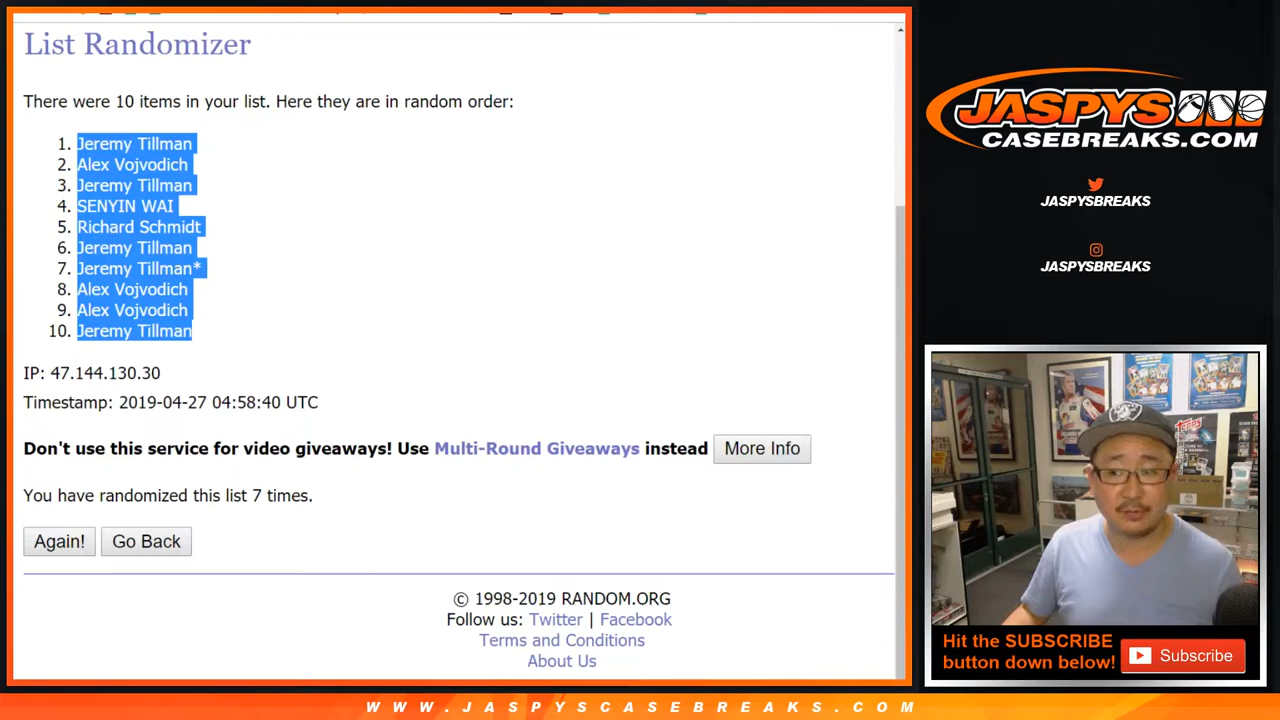 List Randomizer
There were 10 items in your list. Here they are in random order:
1. Jeremy Tillman
2. Alex Vojvodich
3. Jeremy Tillman
4. SENYIN WAI
5. Richard Schmidt
6. Jeremy Tillman
7. Jeremy Tillman*
8. Alex Vojvodich
9. Alex Vojvodich
10. Jeremy Tillman
IP: 47.144.130.30
Timestamp: 2019-04-27 04:58:40 UTC
Don't use this service for video giveaways! Use Multi-Round Giveaways instead More Info
You have randomized this list 7 times.
Again! Go Back
© 1998-2019 RANDOM.ORG
Follow us: Twitter | Facebook
Terms and Conditions
About Us
JASPYS
CASEBREAKS.COM
JASPYSBREAKS
JASPYSBREAKS
TOPPS
Hit the SUBSCRIBE
button down below!
Subscribe
WWW.JASPYSCASEBREAKS.COM